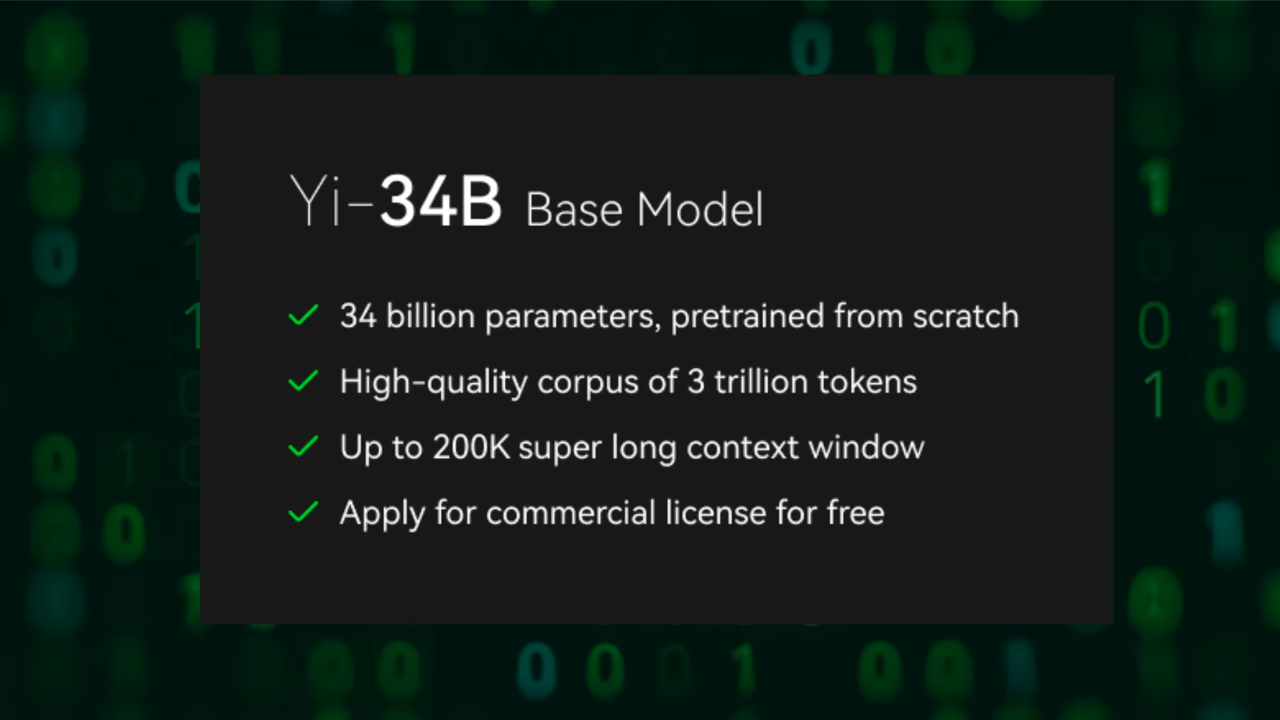 Yi-34B Base Model
34 billion parameters, pretrained from scratch
High-quality corpus of 3 trillion tokens
Up to 200K super long context window
Apply for commercial license for free